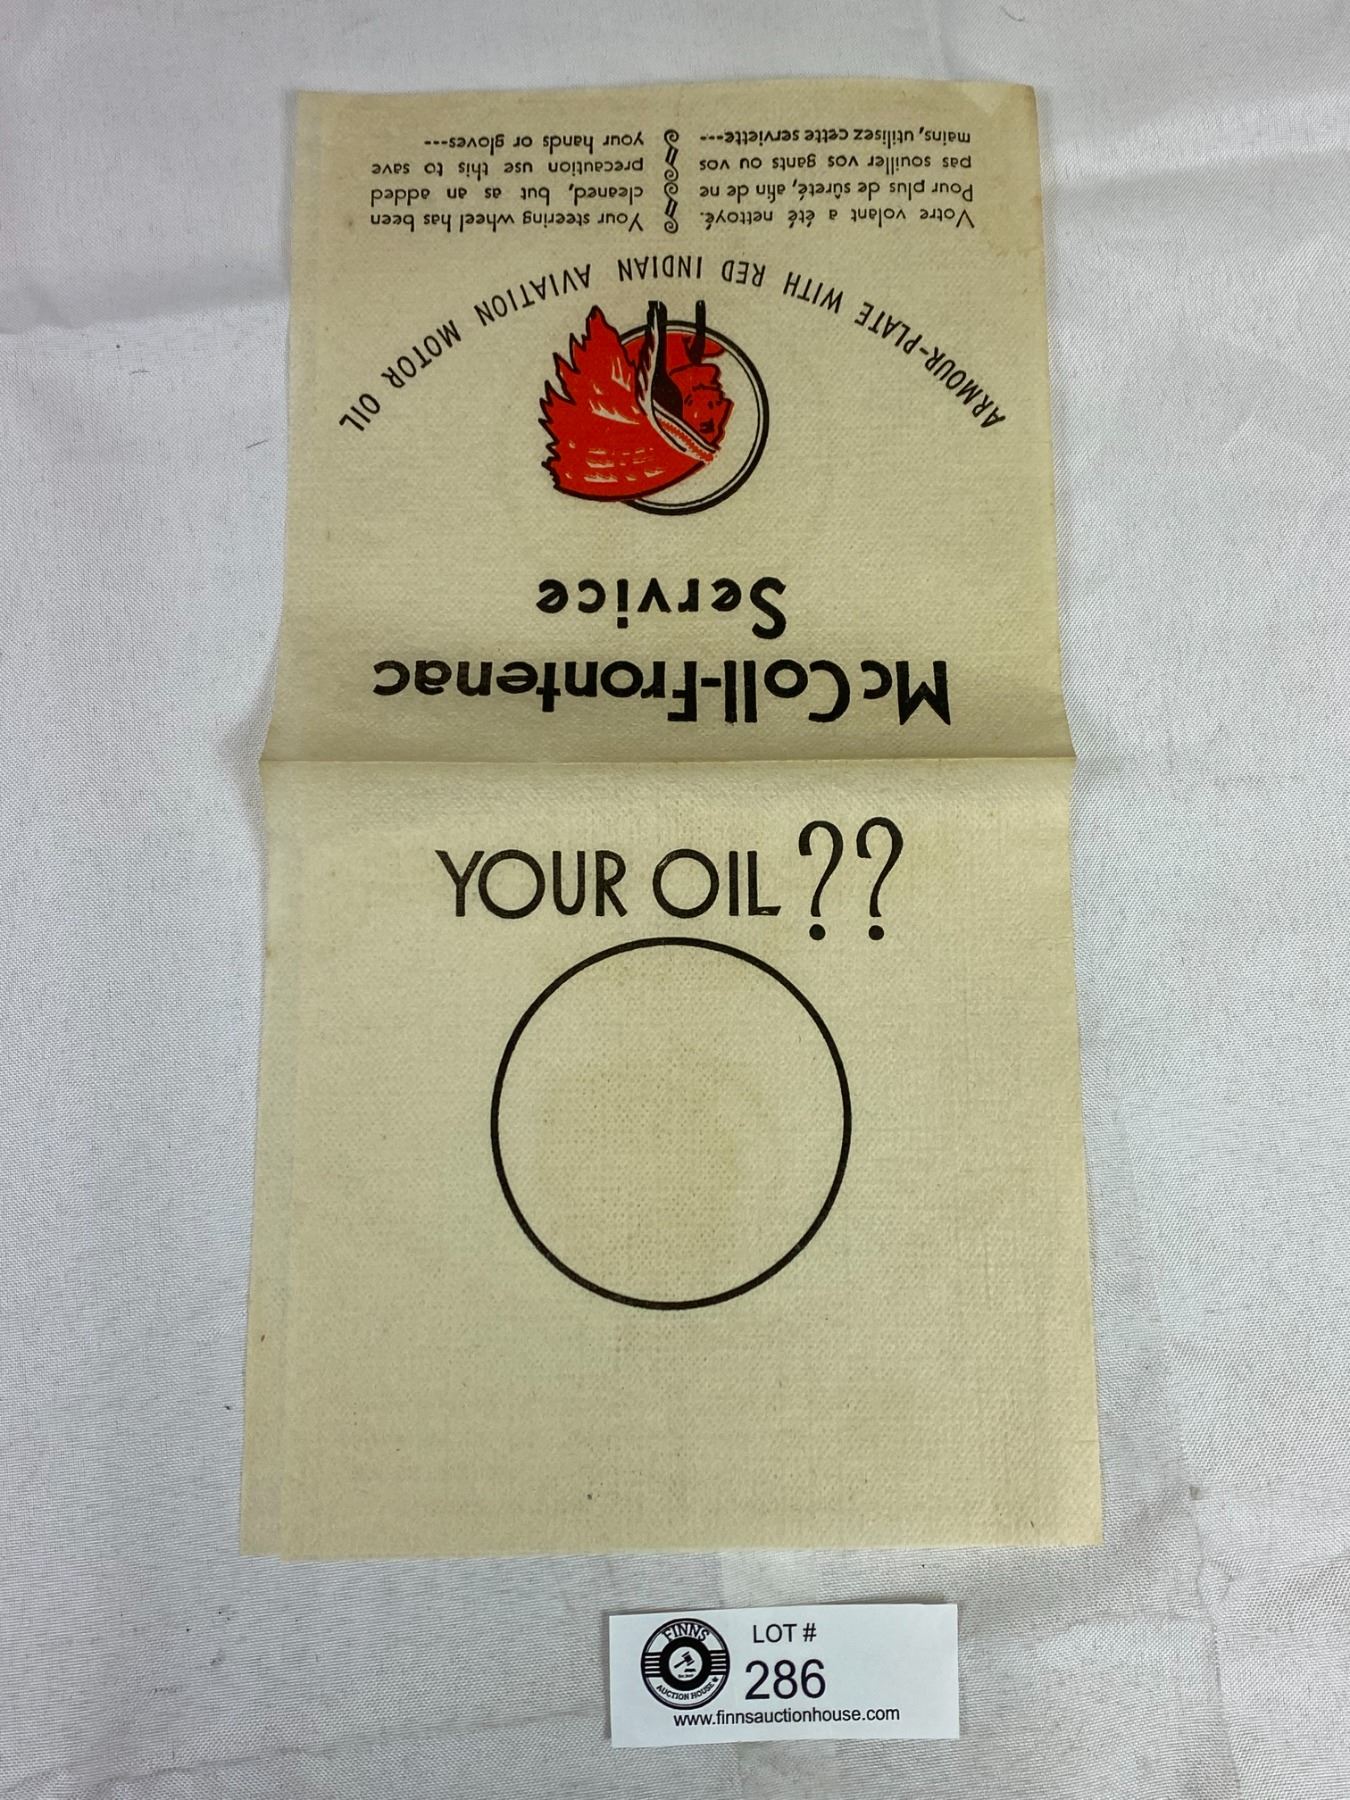 McColl-Frontenac
Service
ARMOUR-PLATE WITH RED INDIAN AVIATION MOTOR OIL
Votre volant a été nettoyé.
Pour plus de sûreté, afin de ne
pas souiller vos gants ou vos
mains, utilisez cette serviette---
Your steering wheel has been
cleaned, but as an added
precaution use this to save
your hands or gloves---
YOUR OIL??
FINNS
AUCTION HOUSE
LOT #
286
www.finnsauctionhouse.com